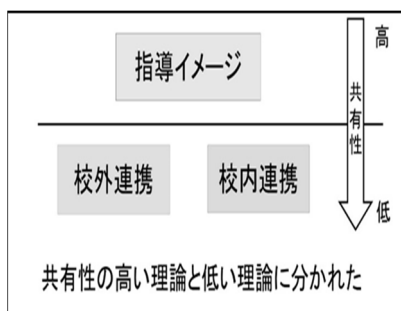 指導イメージ
高
共有性
校外連携
校内連携
低
共有性の高い理論と低い理論に分かれた